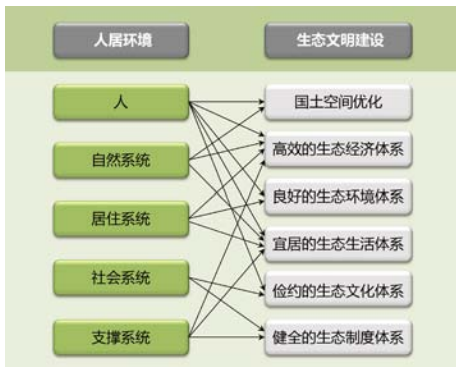 人居环境
生态文明建设
人
国土空间优化
自然系统
高效的生态经济体系
居住系统
良好的生态环境体系
宜居的生态生活体系
社会系统
俭约的生态文化体系
支撑系统
健全的生态制度体系